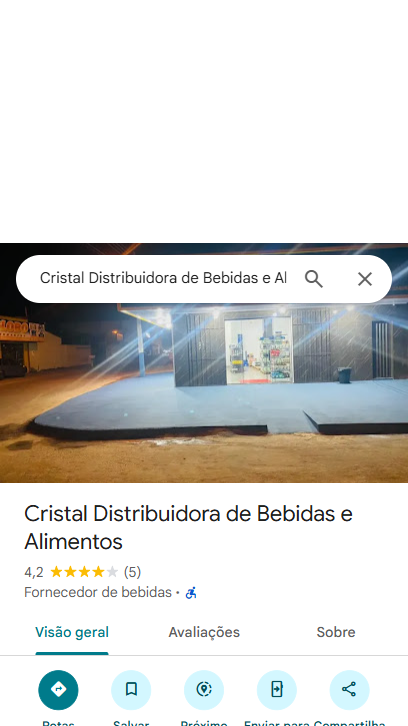 Cristal Distribuidora de Bebidas e Al
Cristal Distribuidora de Bebidas e
Alimentos
4,2 (5)
Fornecedor de bebidas ·
Visão geral
Avaliações
Sobre
Rotas
Salvar
Próximo
Enviar para
Compartilha